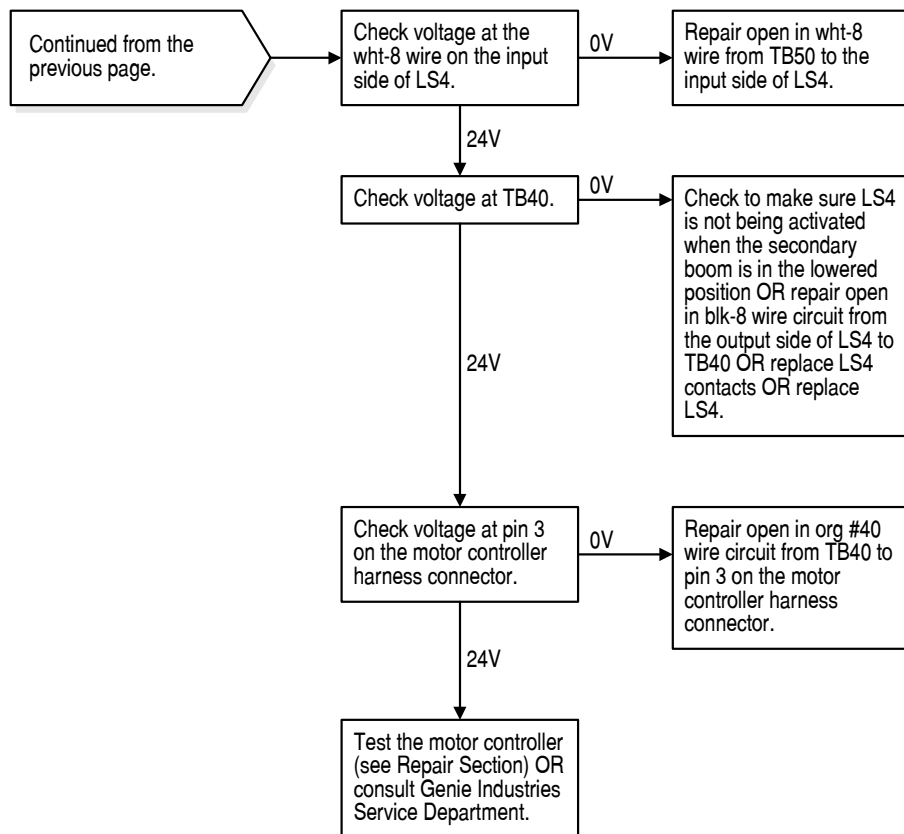 Continued from the
previous page.
Check voltage at the
wht-8 wire on the input
side of LS4.
0V
Repair open in wht-8
wire from TB50 to the
input side of LS4.
24V
Check voltage at TB40.
0V
Check to make sure LS4
is not being activated
when the secondary
boom is in the lowered
position OR repair open
in blk-8 wire circuit from
the output side of LS4 to
TB40 OR replace LS4
contacts OR replace
LS4.
24V
Check voltage at pin 3
on the motor controller
harness connector.
0V
Repair open in org #40
wire circuit from TB40 to
pin 3 on the motor
controller harness
connector.
24V
Test the motor controller
(see Repair Section) OR
consult Genie Industries
Service Department.